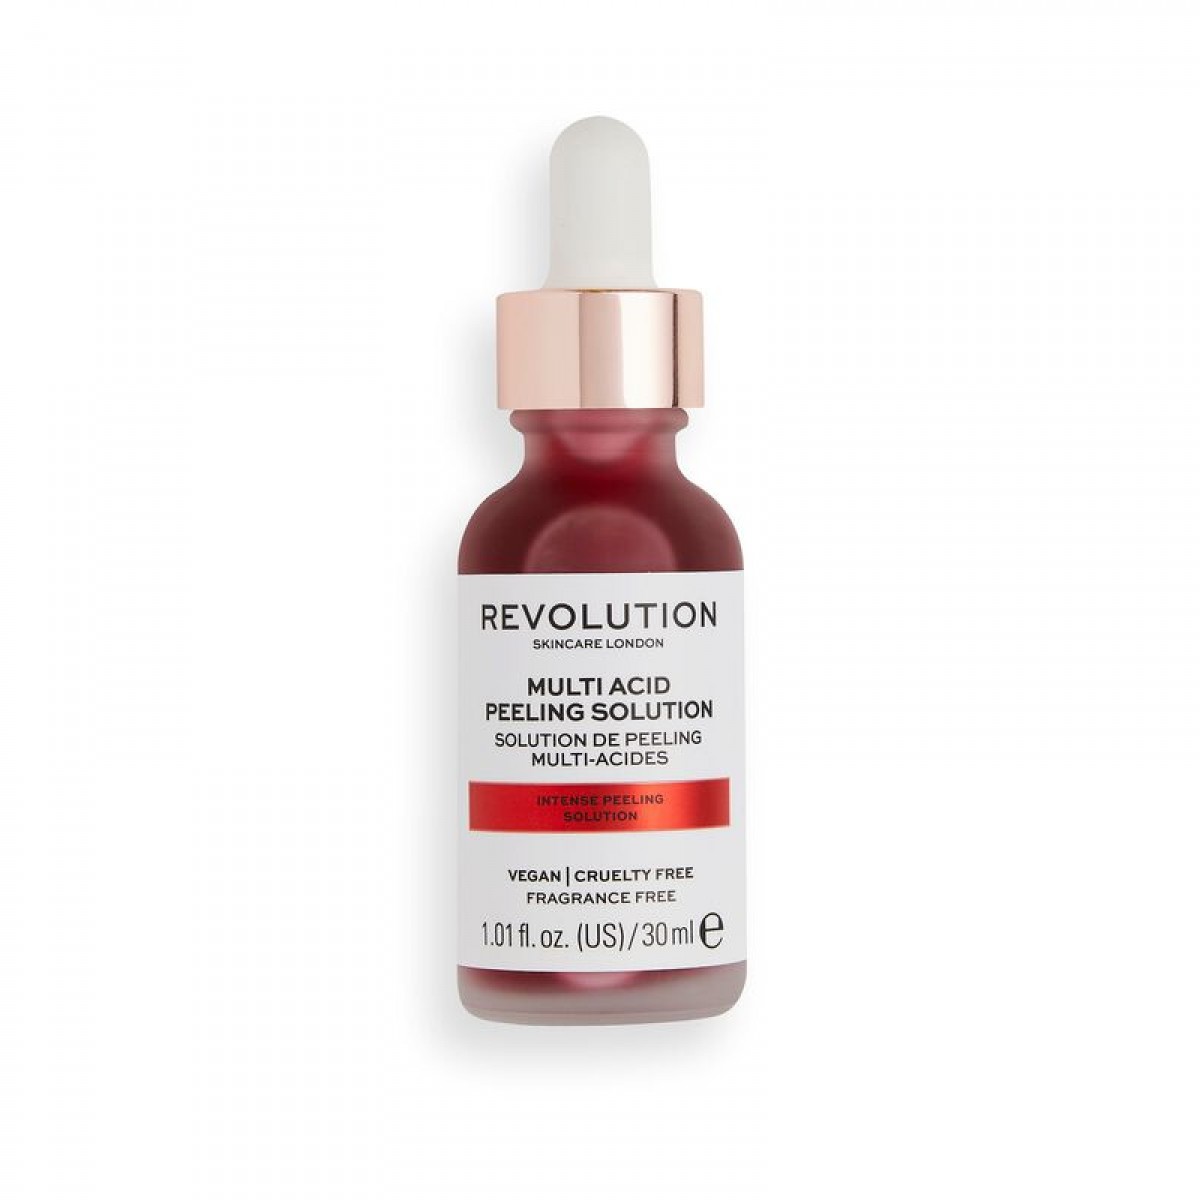 REVOLUTION
SKINCARE LONDON
MULTI ACID
PEELING SOLUTION
SOLUTION DE PEELING
MULTI-ACIDES
INTENSE PEELING
SOLUTION
VEGAN | CRUELTY FREE
FRAGRANCE FREE
1.01 fl. oz. (US) / 30 ml ℮